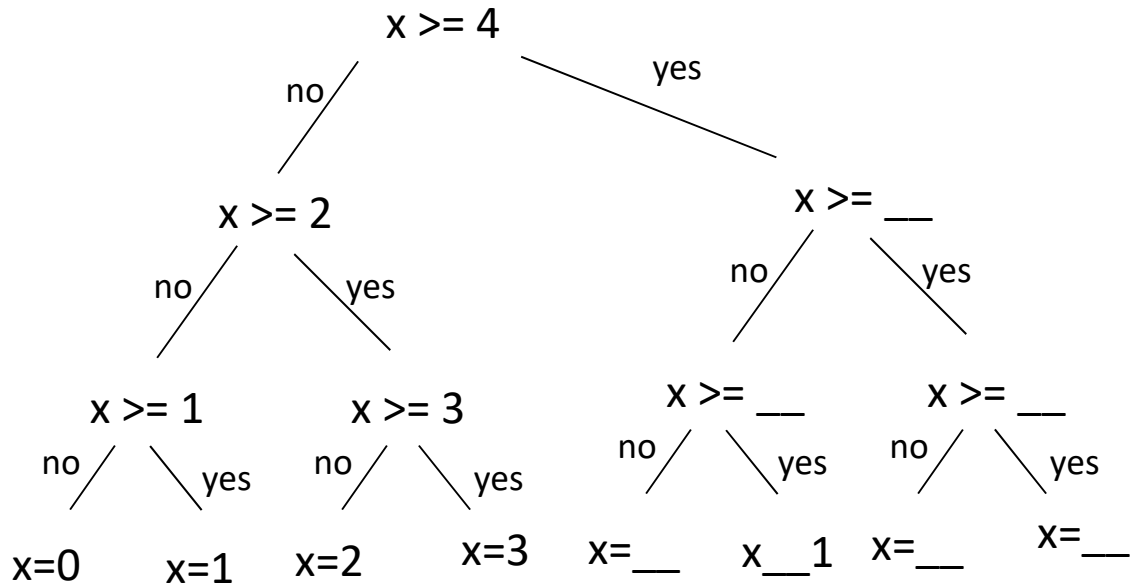 x >= 4
no
yes
x >= 2
x >= __
no
yes
no
yes
x >= 1
x >= 3
x >= __
x >= __
no
yes
no
yes
no
yes
no
yes
x=0
x=1
x=2
x=3
x=__
x__1
x=__
x=__